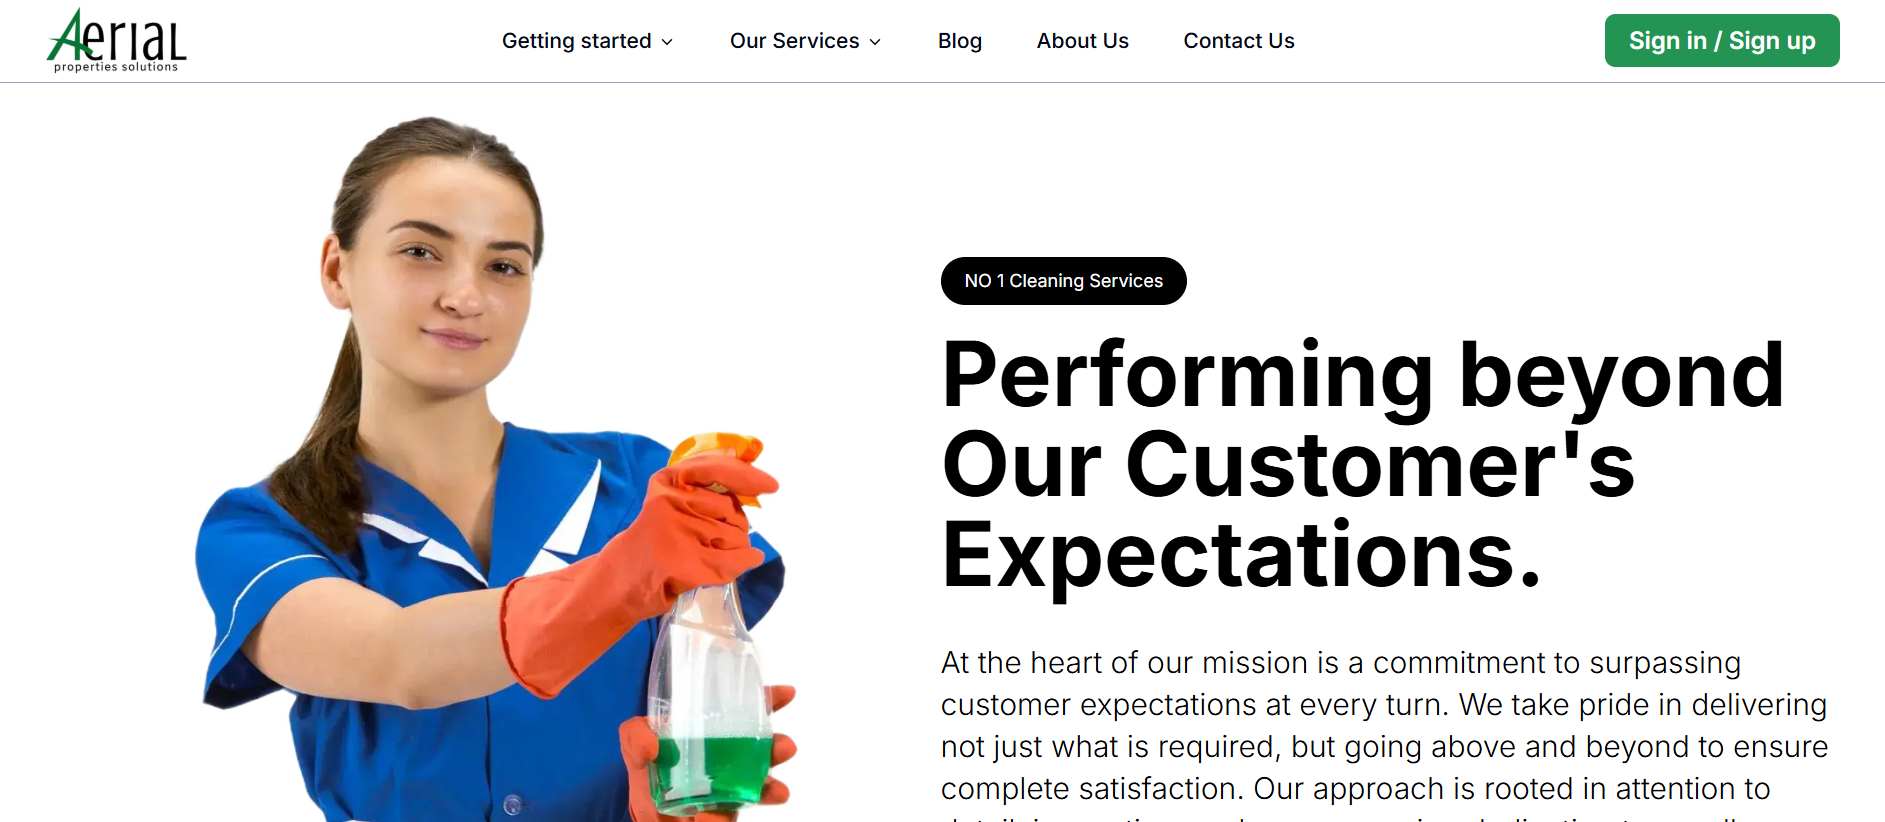 Aerial
properties solutions
Getting started
Our Services
Blog
About Us
Contact Us
Sign in / Sign up
NO 1 Cleaning Services
Performing beyond
Our Customer's
Expectations.
At the heart of our mission is a commitment to surpassing
customer expectations at every turn. We take pride in delivering
not just what is required, but going above and beyond to ensure
complete satisfaction. Our approach is rooted in attention to